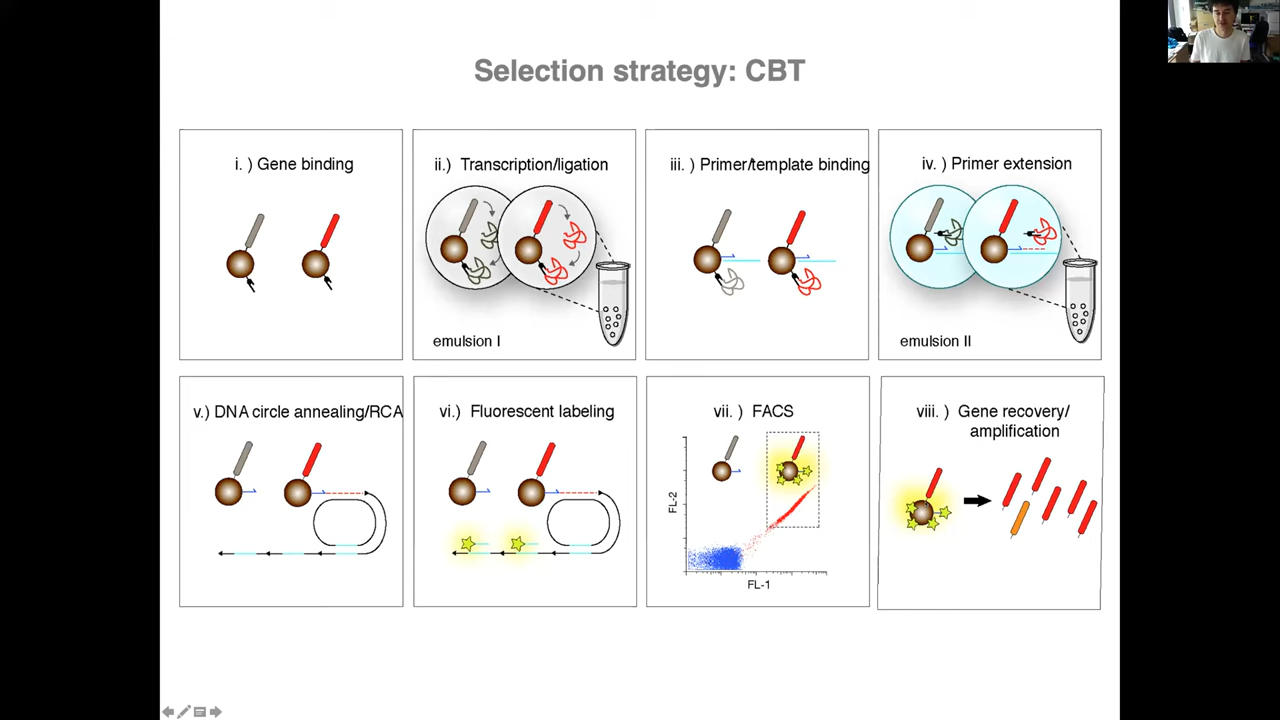 Selection strategy: CBT
i. ) Gene binding
ii.) Transcription/ligation
emulsion I
iii. ) Primer/template binding
iv. ) Primer extension
emulsion II
v.) DNA circle annealing/RCA
vi.) Fluorescent labeling
vii. ) FACS
FL-2
FL-1
viii. ) Gene recovery/
amplification